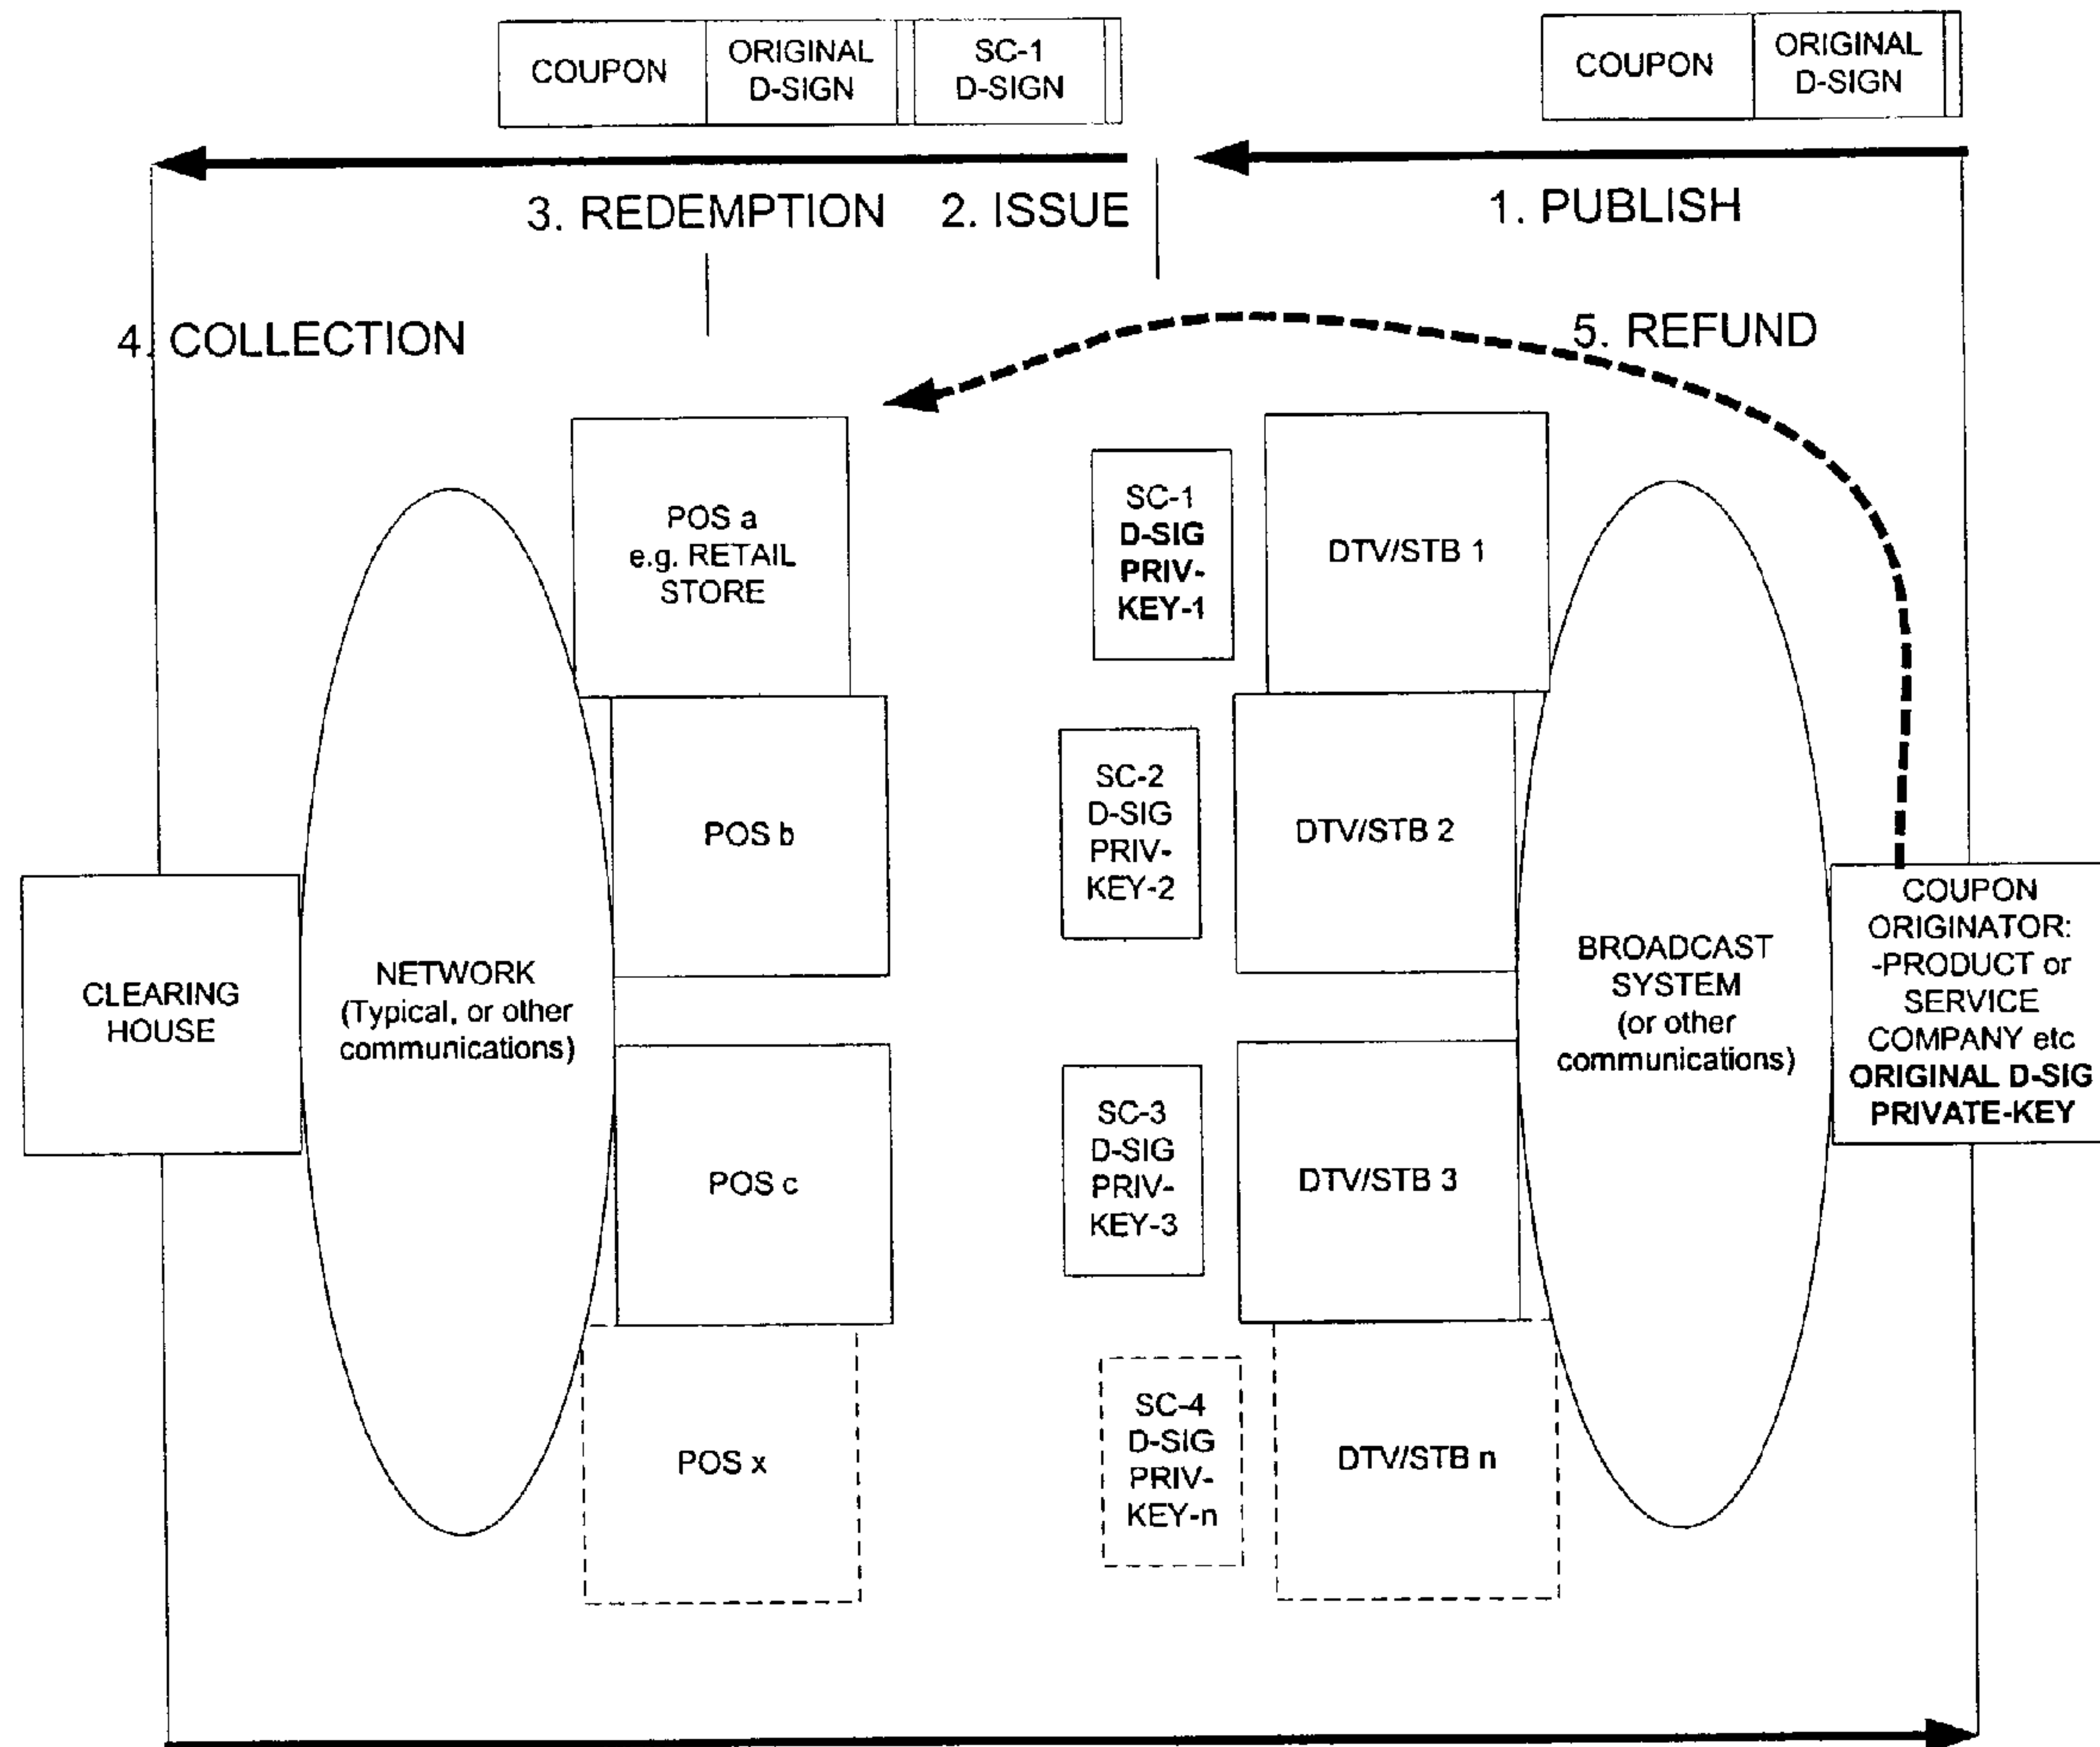 COUPON
ORIGINAL
D-SIGN
SC-1
D-SIGN
COUPON
ORIGINAL
D-SIGN
3. REDEMPTION
2. ISSUE
1. PUBLISH
4. COLLECTION
5. REFUND
POS a
e.g. RETAIL
STORE
SC-1
D-SIG
PRIV-
KEY-1
DTV/STB 1
POS b
SC-2
D-SIG
PRIV-
KEY-2
DTV/STB 2
CLEARING
HOUSE
NETWORK
(Typical, or other
communications)
BROADCAST
SYSTEM
(or other
communications)
COUPON
ORIGINATOR:
-PRODUCT or
SERVICE
COMPANY etc
ORIGINAL D-SIG
PRIVATE-KEY
POS c
SC-3
D-SIG
PRIV-
KEY-3
DTV/STB 3
POS x
SC-4
D-SIG
PRIV-
KEY-n
DTV/STB n